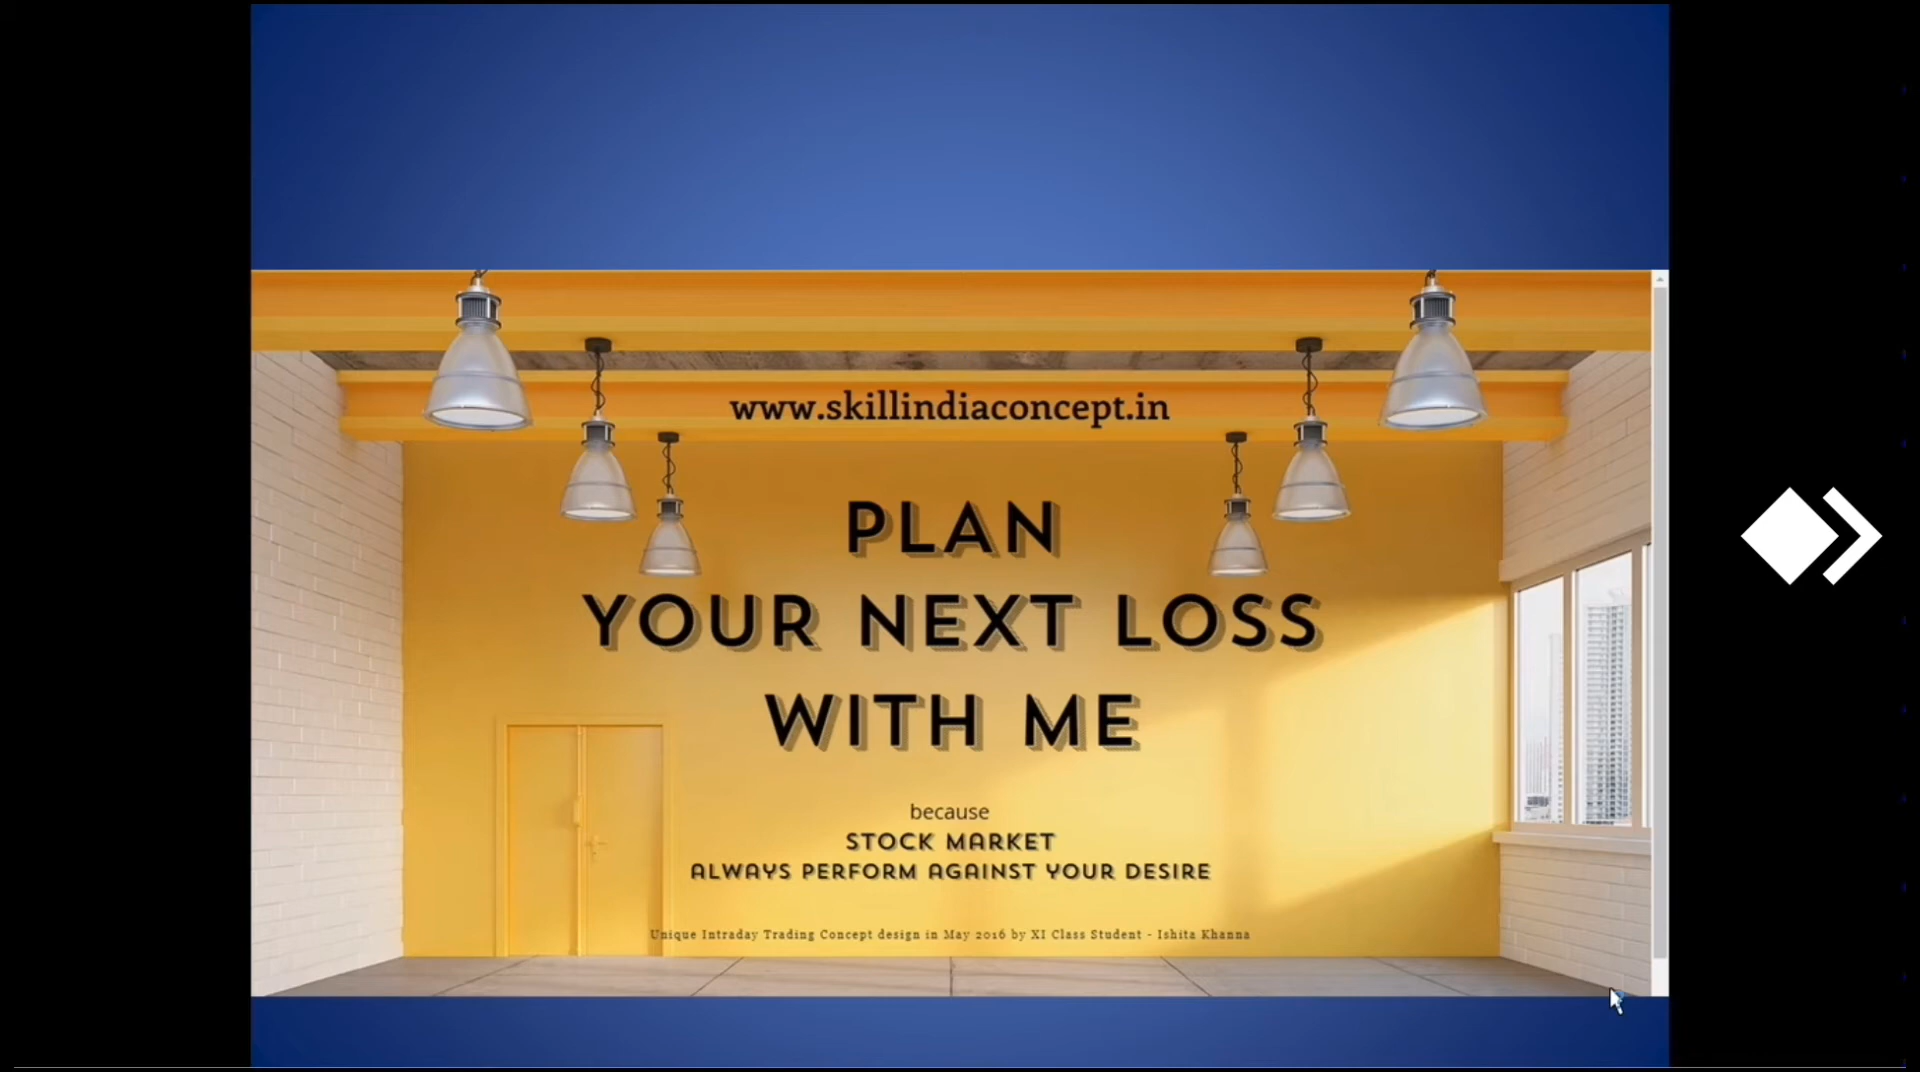 www.skillindiaconcept.in
PLAN
YOUR NEXT LOSS
WITH ME
because
STOCK MARKET
ALWAYS PERFORM AGAINST YOUR DESIRE
Unique Intraday Trading Concept design in May 2016 by XI Class Student - Ishita Khanna